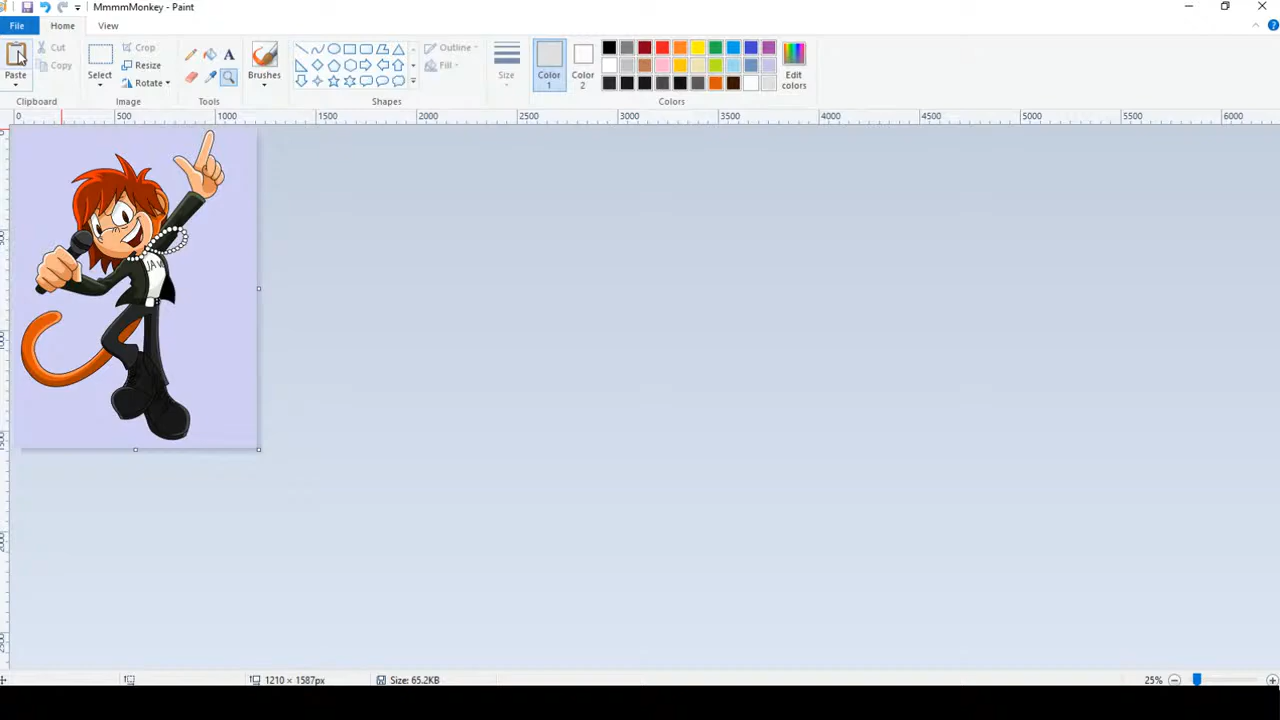 MmmmMonkey - Paint
File Home View
Paste
Cut
Copy
Clipboard
Select
Crop
Resize
Rotate
Image
A
Tools
Brushes
Outline
Fill
Shapes
Size
Color 1
Color 2
Edit colors
Colors
0 500 1000 1500 2000 2500 3000 3500 4000 4500 5000 5500 6000
1210 × 1587px Size: 65.2KB 25%